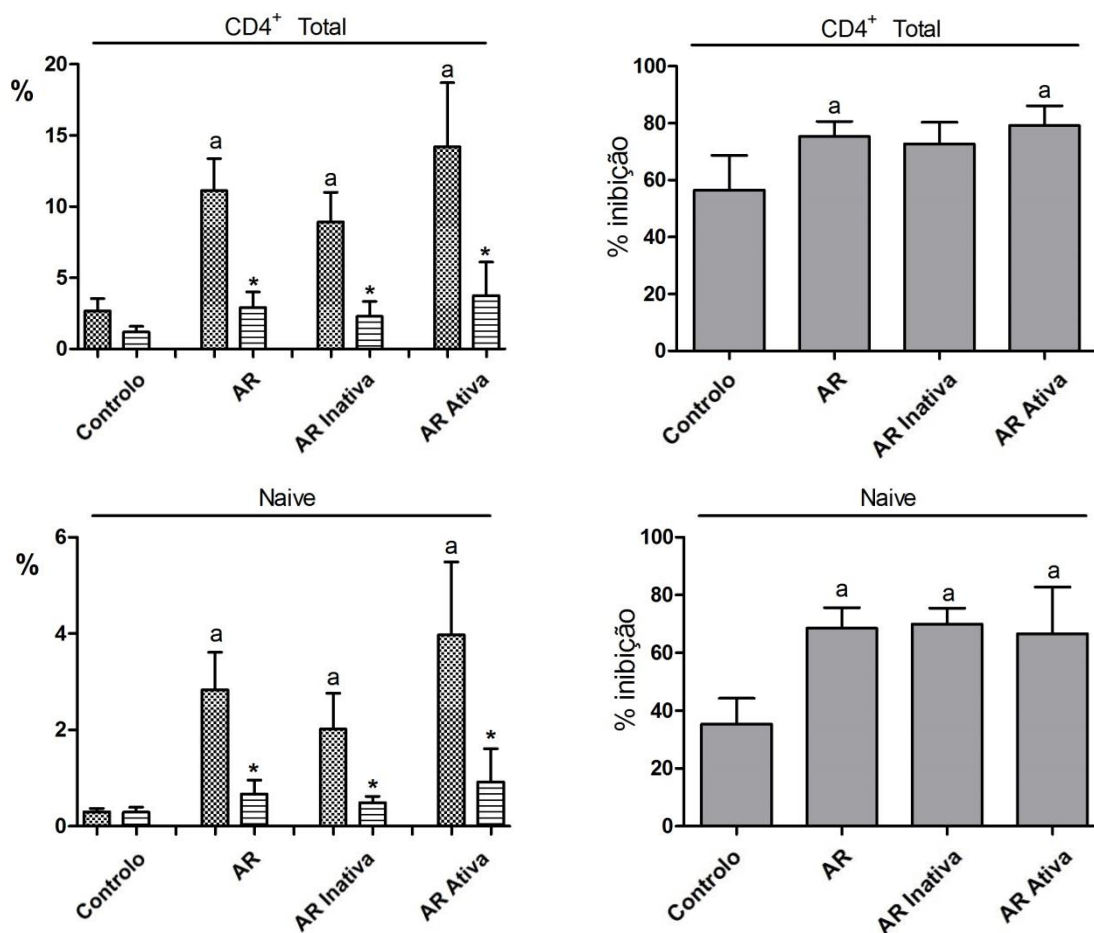 CD4⁺ Total
%
20
15
10
5
0
a
a
a
*
*
*
Controlo
AR
AR Inativa
AR Ativa
CD4⁺ Total
% inibição
100
80
60
40
20
0
a
a
Controlo
AR
AR Inativa
AR Ativa
Naive
%
6
4
2
0
a
a
a
*
*
*
Controlo
AR
AR Inativa
AR Ativa
Naive
% inibição
100
80
60
40
20
0
a
a
a
Controlo
AR
AR Inativa
AR Ativa